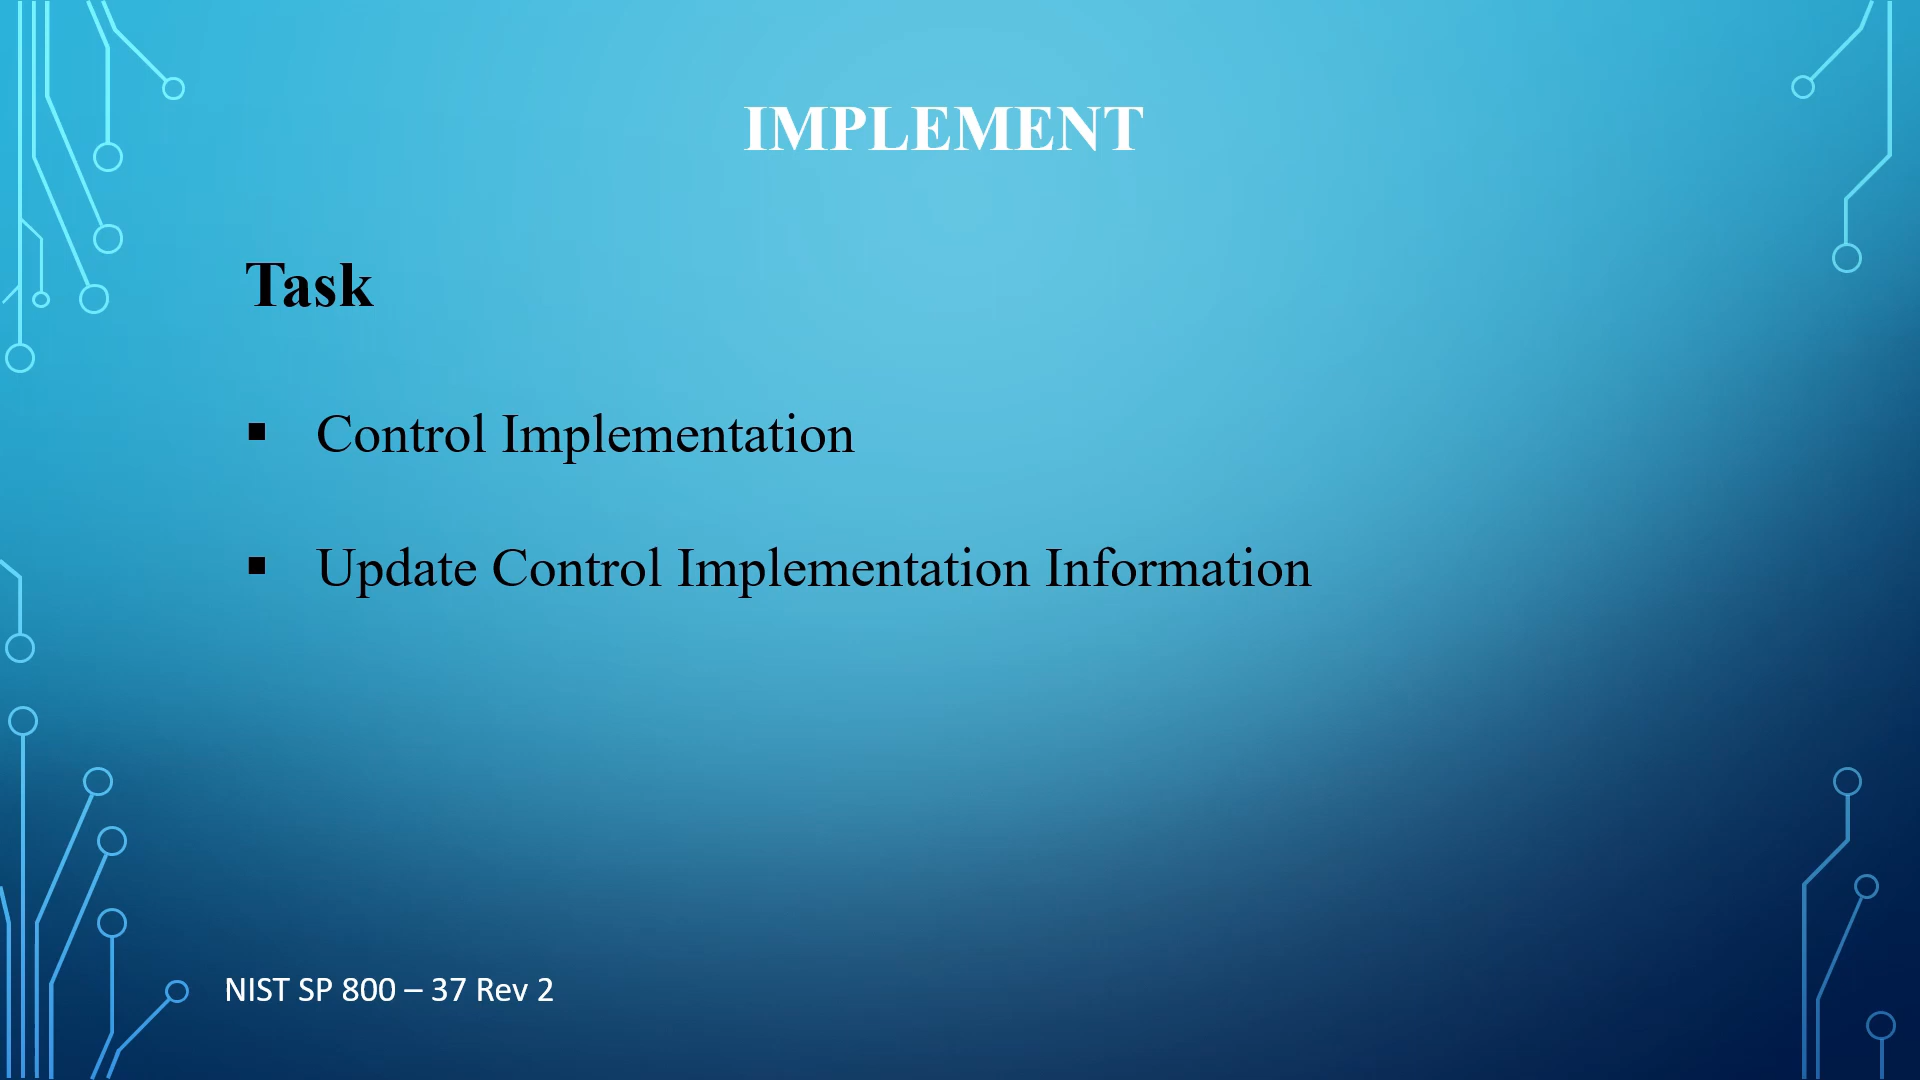 IMPLEMENT
Task
▪ Control Implementation
▪ Update Control Implementation Information
NIST SP 800 – 37 Rev 2